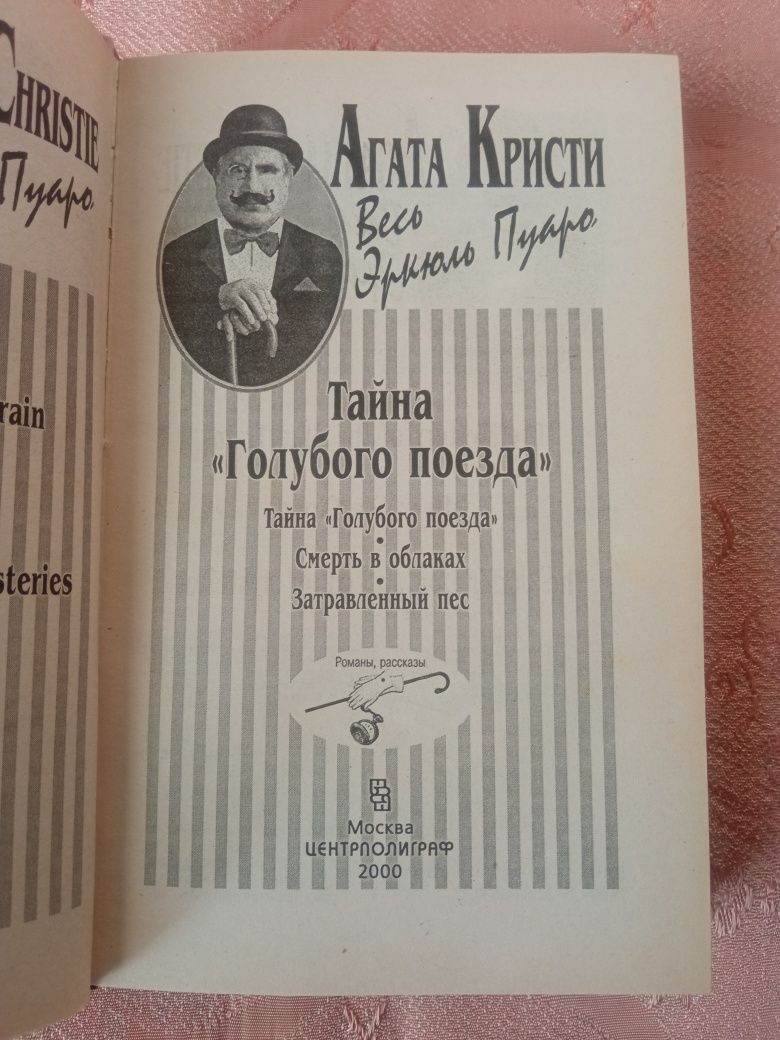 CHRISTIE
Пуаро,
rain
steries
Агата Кристи
Весь
Эркюль Пуаро,
Тайна
«Голубого поезда»
Тайна «Голубого поезда»
•
Смерть в облаках
•
Затравленный пес
Романы, рассказы
Москва
ЦЕНТРПОЛИГРАФ
2000